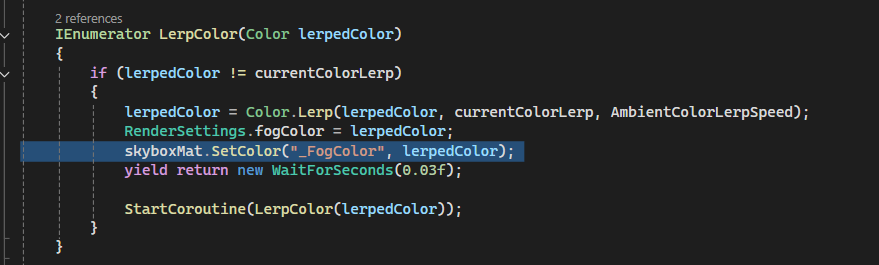 2 references
IEnumerator LerpColor(Color lerpedColor)
{
if (lerpedColor != currentColorLerp)
{
lerpedColor = Color.Lerp(lerpedColor, currentColorLerp, AmbientColorLerpSpeed);
RenderSettings.fogColor = lerpedColor;
skyboxMat.SetColor("_FogColor", lerpedColor);
yield return new WaitForSeconds(0.03f);
StartCoroutine(LerpColor(lerpedColor));
}
}